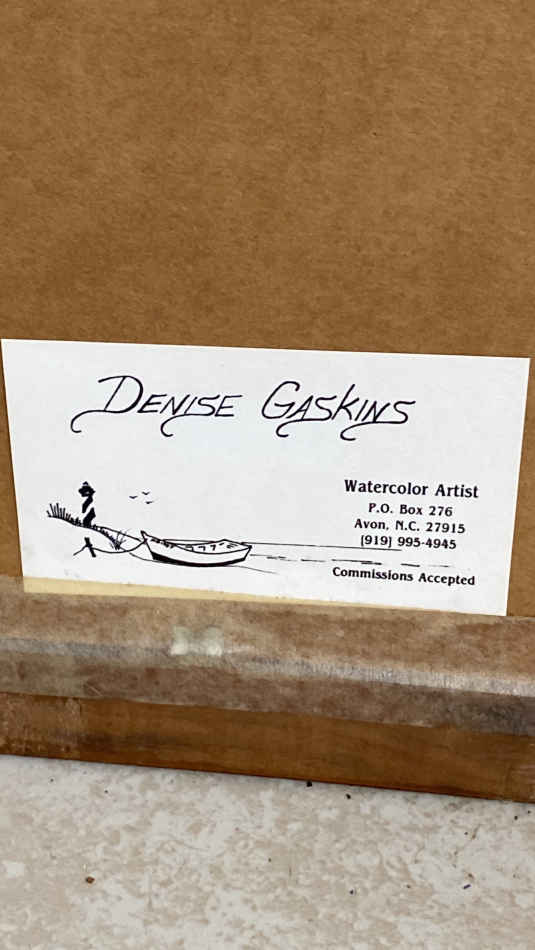 Denise Gaskins
Watercolor Artist
P.O. Box 276
Avon, N.C. 27915
(919) 995-4945
Commissions Accepted